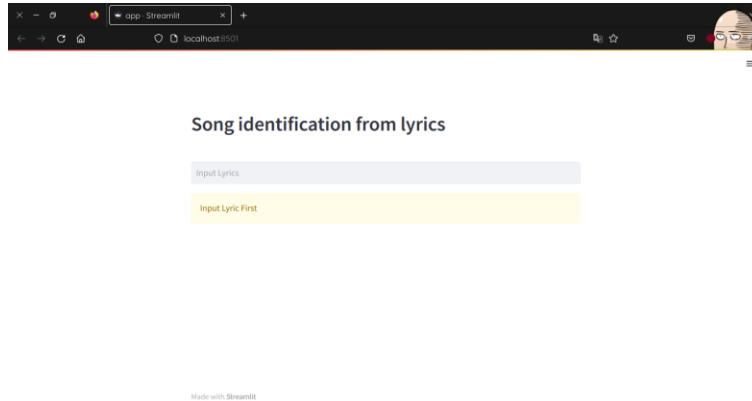 app · Streamlit
localhost:8501
Song identification from lyrics
Input Lyrics
Input Lyric First
Made with Streamlit